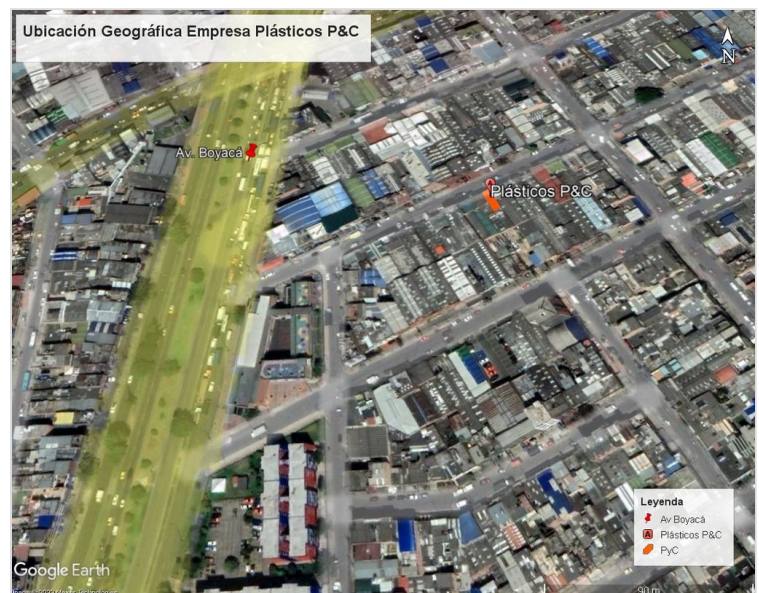 Ubicación Geográfica Empresa Plásticos P&C
N
Av. Boyacá
Plásticos P&C
Leyenda
Av Boyacá
A Plásticos P&C
PyC
Google Earth
90 m